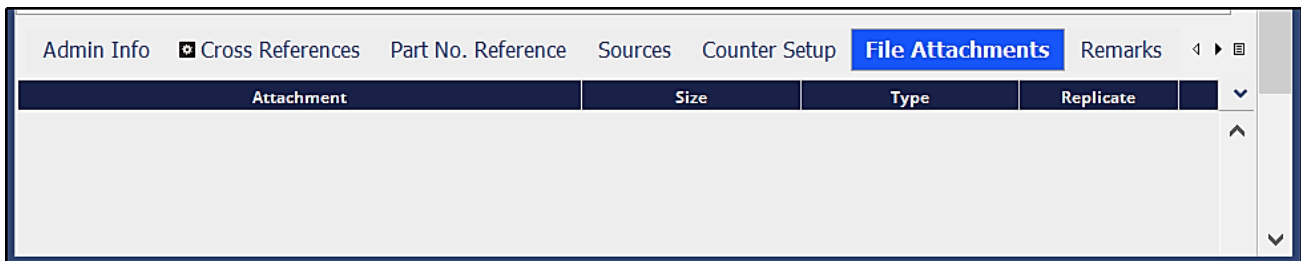 Admin Info Cross References Part No. Reference Sources Counter Setup File Attachments Remarks
Attachment Size Type Replicate